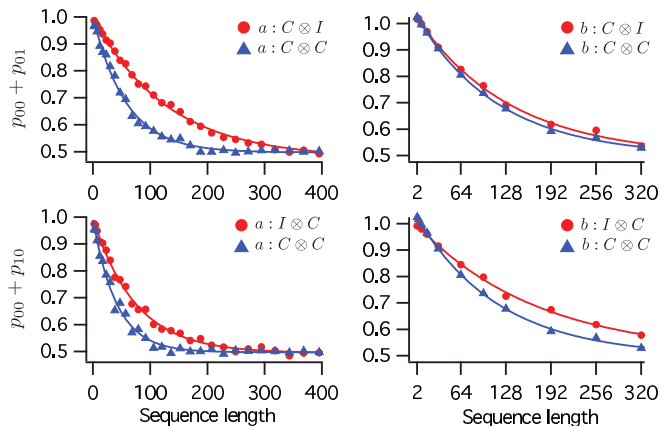 p00 + p01
1.0
0.9
0.8
0.7
0.6
0.5
a : C ⊗ I
a : C ⊗ C
0 100 200 300 400
1.0
0.9
0.8
0.7
0.6
0.5
b : C ⊗ I
b : C ⊗ C
2 64 128 192 256 320
p00 + p10
1.0
0.9
0.8
0.7
0.6
0.5
a : I ⊗ C
a : C ⊗ C
0 100 200 300 400
Sequence length
1.0
0.9
0.8
0.7
0.6
0.5
b : I ⊗ C
b : C ⊗ C
2 64 128 192 256 320
Sequence length